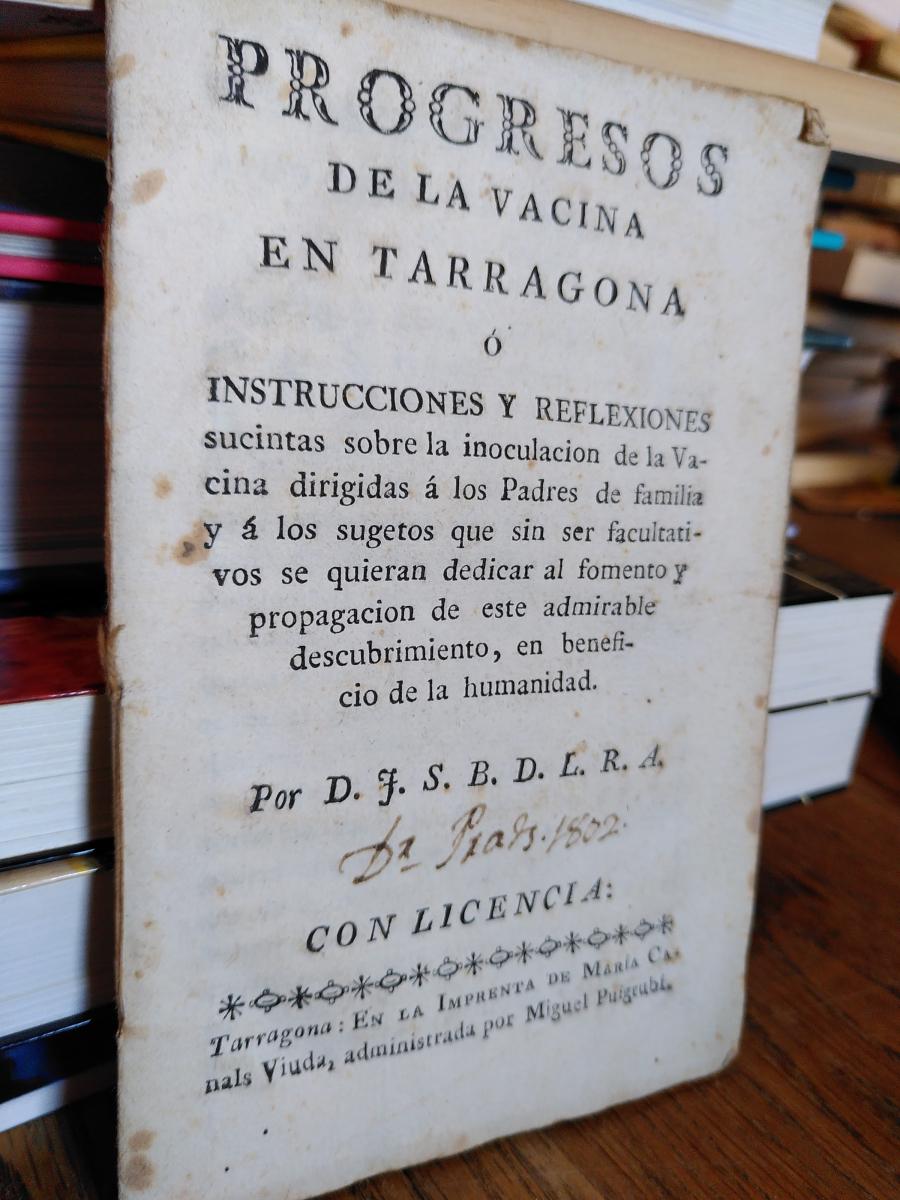 PROGRESOS
DE LA VACINA
EN TARRAGONA
Ó
INSTRUCCIONES Y REFLEXIONES
sucintas sobre la inoculacion de la Va-
cina dirigidas á los Padres de familia
y á los sugetos que sin ser facultati-
vos se quieran dedicar al fomento y
propagacion de este admirable
descubrimiento, en benefi-
cio de la humanidad.
Por D. J. S. B. D. L. R. A.
Dr Prats. 1802.
CON LICENCIA:
Tarragona: EN LA IMPRENTA DE MARÍA CA-
nals Viuda, administrada por Miguel Puigrubí.